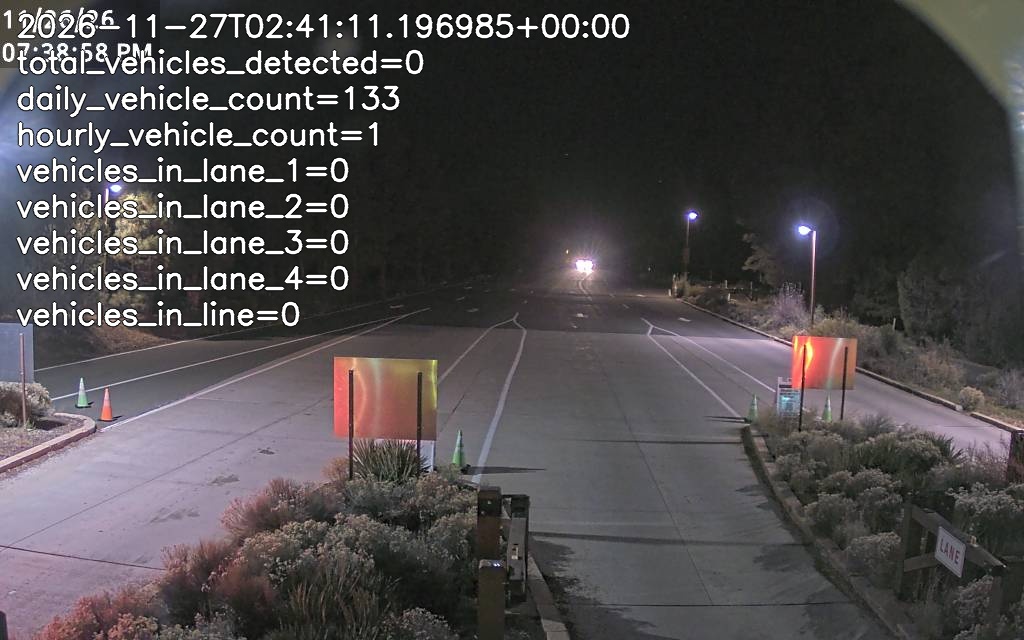 2026-11-27T02:41:11.196985+00:00
07:38:58 PM
total_vehicles_detected=0
daily_vehicle_count=133
hourly_vehicle_count=1
vehicles_in_lane_1=0
vehicles_in_lane_2=0
vehicles_in_lane_3=0
vehicles_in_lane_4=0
vehicles_in_line=0
LANE